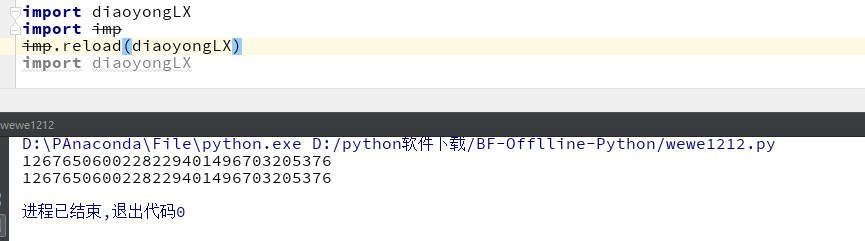 import diaoyongLX
import imp
imp.reload(diaoyongLX)
import diaoyongLX
wewe1212
D:\PAnaconda\File\python.exe D:/python软件下载/BF-Offlline-Python/wewe1212.py
1267650600228229401496703205376
1267650600228229401496703205376
进程已结束,退出代码0